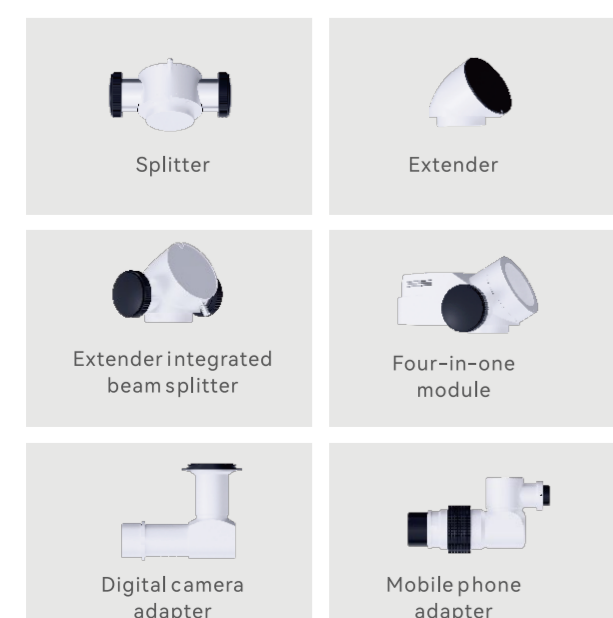 Splitter
Extender
Extender integrated
beam splitter
Four-in-one
module
Digital camera
adapter
Mobile phone
adapter